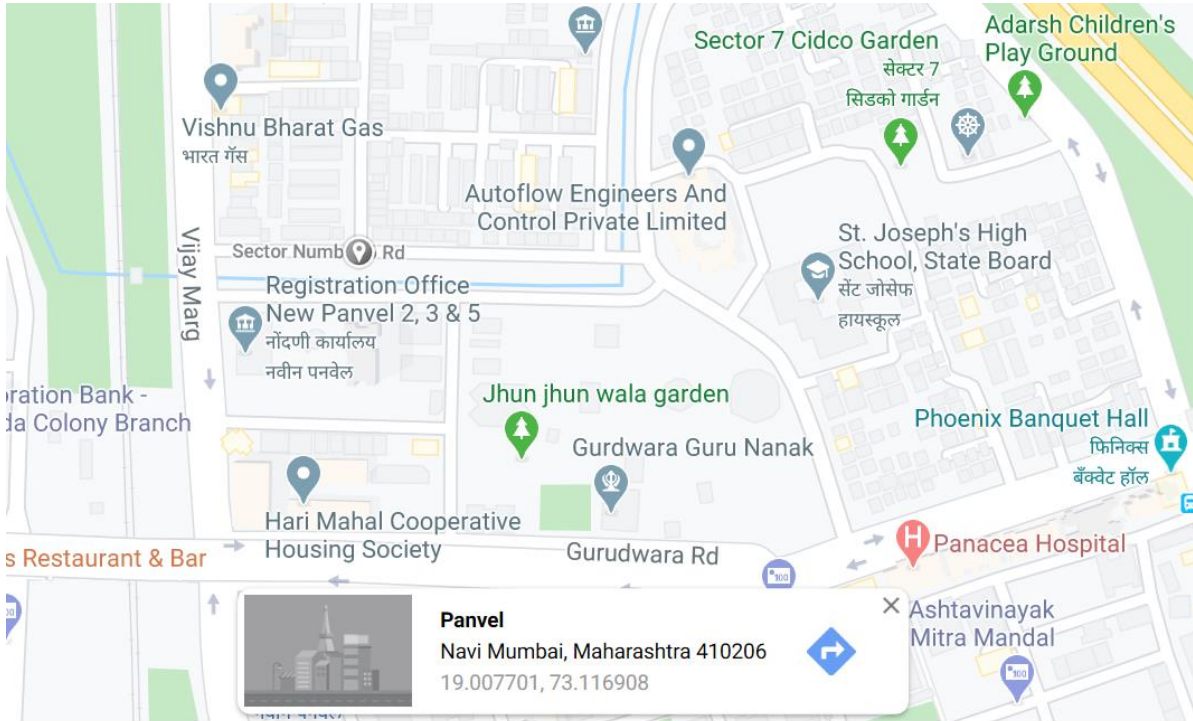 Adarsh Children's
Play Ground
Sector 7 Cidco Garden
सेक्टर 7
सिडको गार्डन
Vishnu Bharat Gas
भारत गॅस
Autoflow Engineers And
Control Private Limited
St. Joseph's High
School, State Board
सेंट जोसेफ
हायस्कूल
Sector Numb Rd
Vijay Marg
Registration Office
New Panvel 2, 3 & 5
नोंदणी कार्यालय
नवीन पनवेल
oration Bank -
da Colony Branch
Jhun jhun wala garden
Phoenix Banquet Hall
फिनिक्स
बँक्वेट हॉल
Gurdwara Guru Nanak
Hari Mahal Cooperative
Housing Society
s Restaurant & Bar
Gurudwara Rd
H
Panacea Hospital
100
Ashtavinayak
Mitra Mandal
100
Panvel
Navi Mumbai, Maharashtra 410206
19.007701, 73.116908